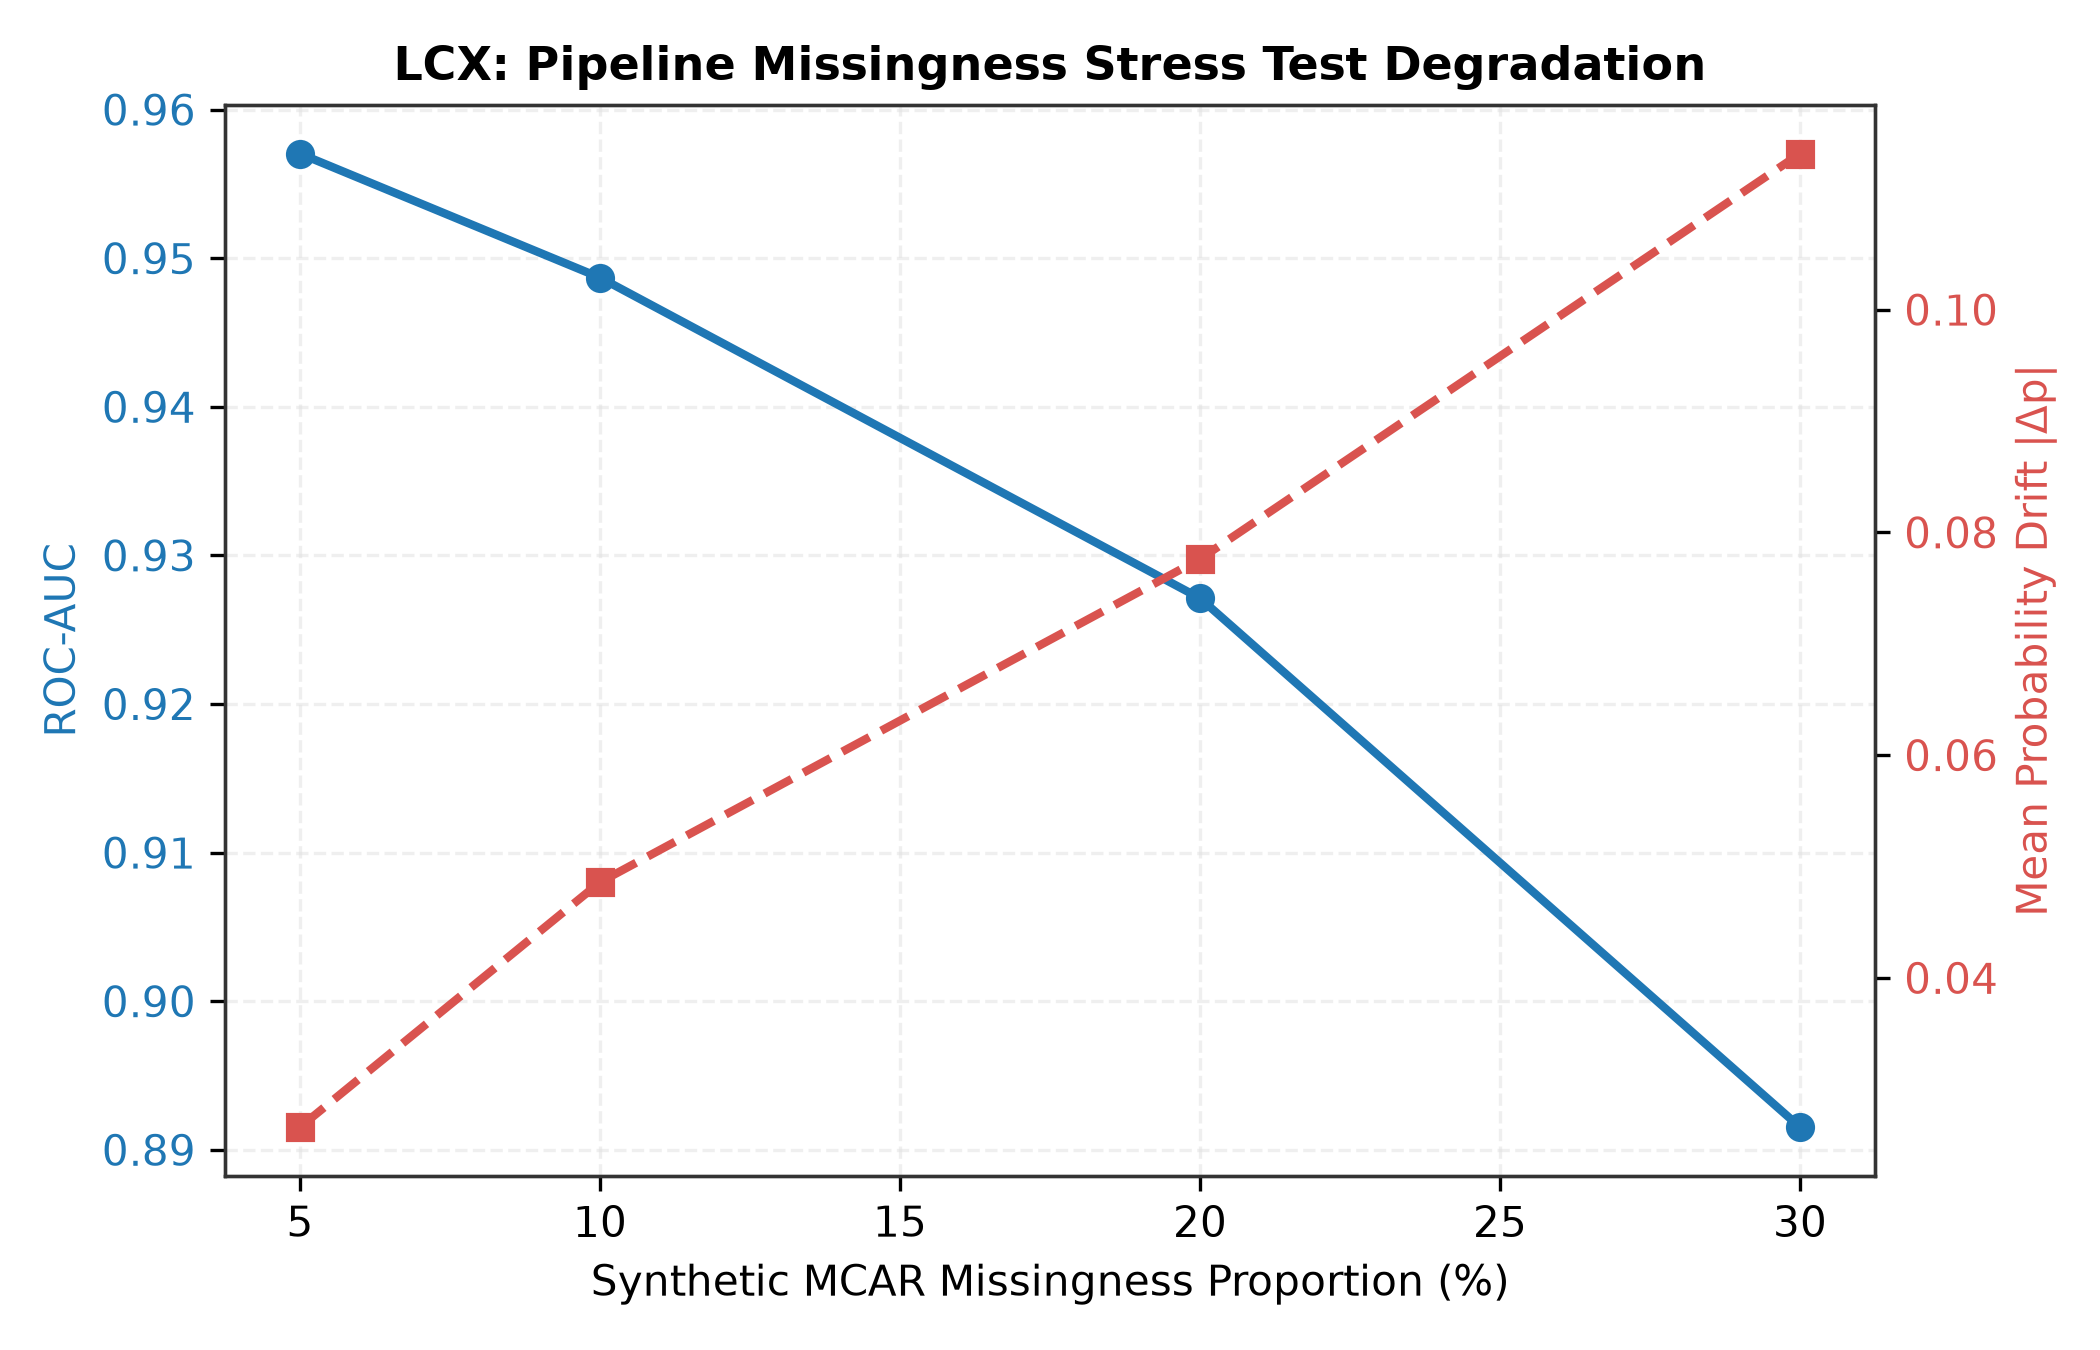 LCX: Pipeline Missingness Stress Test Degradation
0.96
0.95
0.94
0.93
0.92
0.91
0.90
0.89
ROC-AUC
0.10
0.08
0.06
0.04
Mean Probability Drift |Δp|
5 10 15 20 25 30
Synthetic MCAR Missingness Proportion (%)